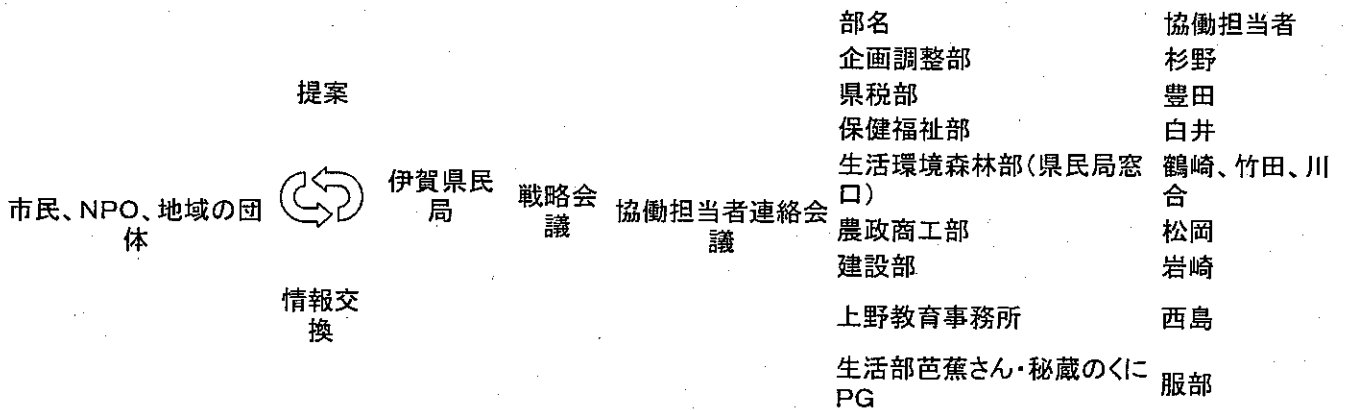 提案
市民、NPO、地域の団
体
情報交
換
伊賀県民
局
戦略会
議
協働担当者連絡会
議
部名 協働担当者
企画調整部 杉野
県税部 豊田
保健福祉部 白井
生活環境森林部(県民局窓
口)
鶴崎、竹田、川
合
農政商工部 松岡
建設部 岩崎
上野教育事務所 西島
生活部芭蕉さん・秘蔵のくに
PG
服部